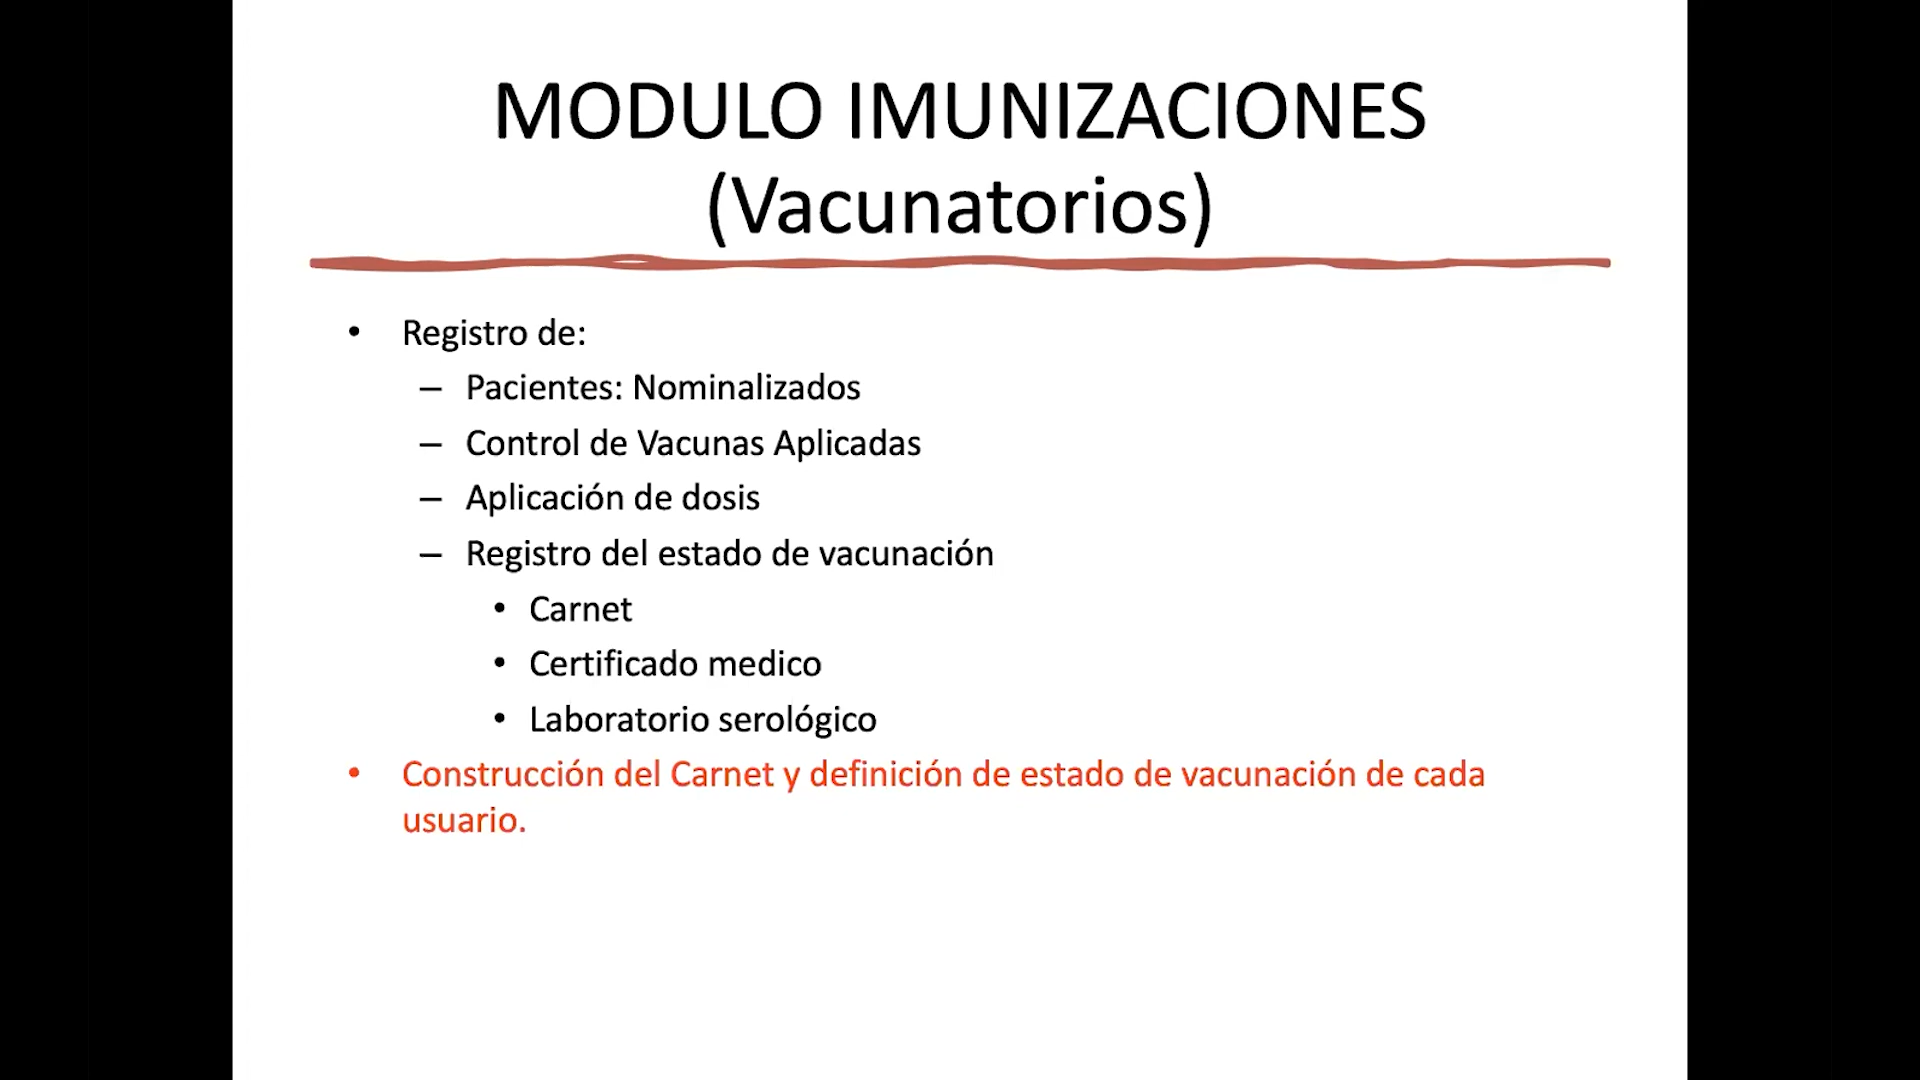 MODULO IMUNIZACIONES
(Vacunatorios)
• Registro de:
– Pacientes: Nominalizados
– Control de Vacunas Aplicadas
– Aplicación de dosis
– Registro del estado de vacunación
• Carnet
• Certificado medico
• Laboratorio serológico
• Construcción del Carnet y definición de estado de vacunación de cada
usuario.